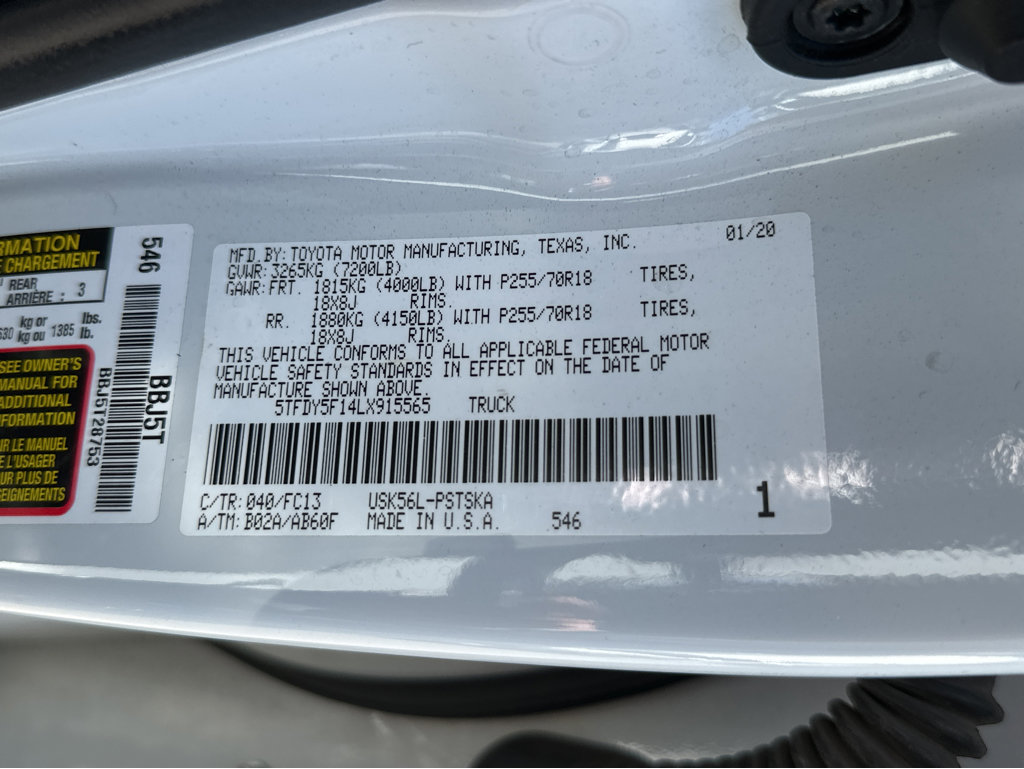 MFD.BY: TOYOTA MOTOR MANUFACTURING, TEXAS, INC. 01/20
GVWR: 3265KG (7200LB)
GAWR: FRT. 1815KG (4000LB) WITH P255/70R18 TIRES,
18X8J RIMS.
RR. 1880KG (4150LB) WITH P255/70R18 TIRES,
18X8J RIMS.
THIS VEHICLE CONFORMS TO ALL APPLICABLE FEDERAL MOTOR
VEHICLE SAFETY STANDARDS IN EFFECT ON THE DATE OF
MANUFACTURE SHOWN ABOVE.
5TFDY5F14LX915565 TRUCK
C/TR: 040/FC13 USK56L-PSTSKA
A/TM: B02A/AB60F MADE IN U.S.A. 546
1
RMATION
E CHARGEMENT
REAR
ARRIÈRE : 3
kg or lbs.
630 kg ou 1385 lb.
SEE OWNER'S
MANUAL FOR
ADDITIONAL
NFORMATION
IR LE MANUEL
E L'USAGER
UR PLUS DE
SEIGNEMENTS
546
BBJ5T28753
BBJ5T